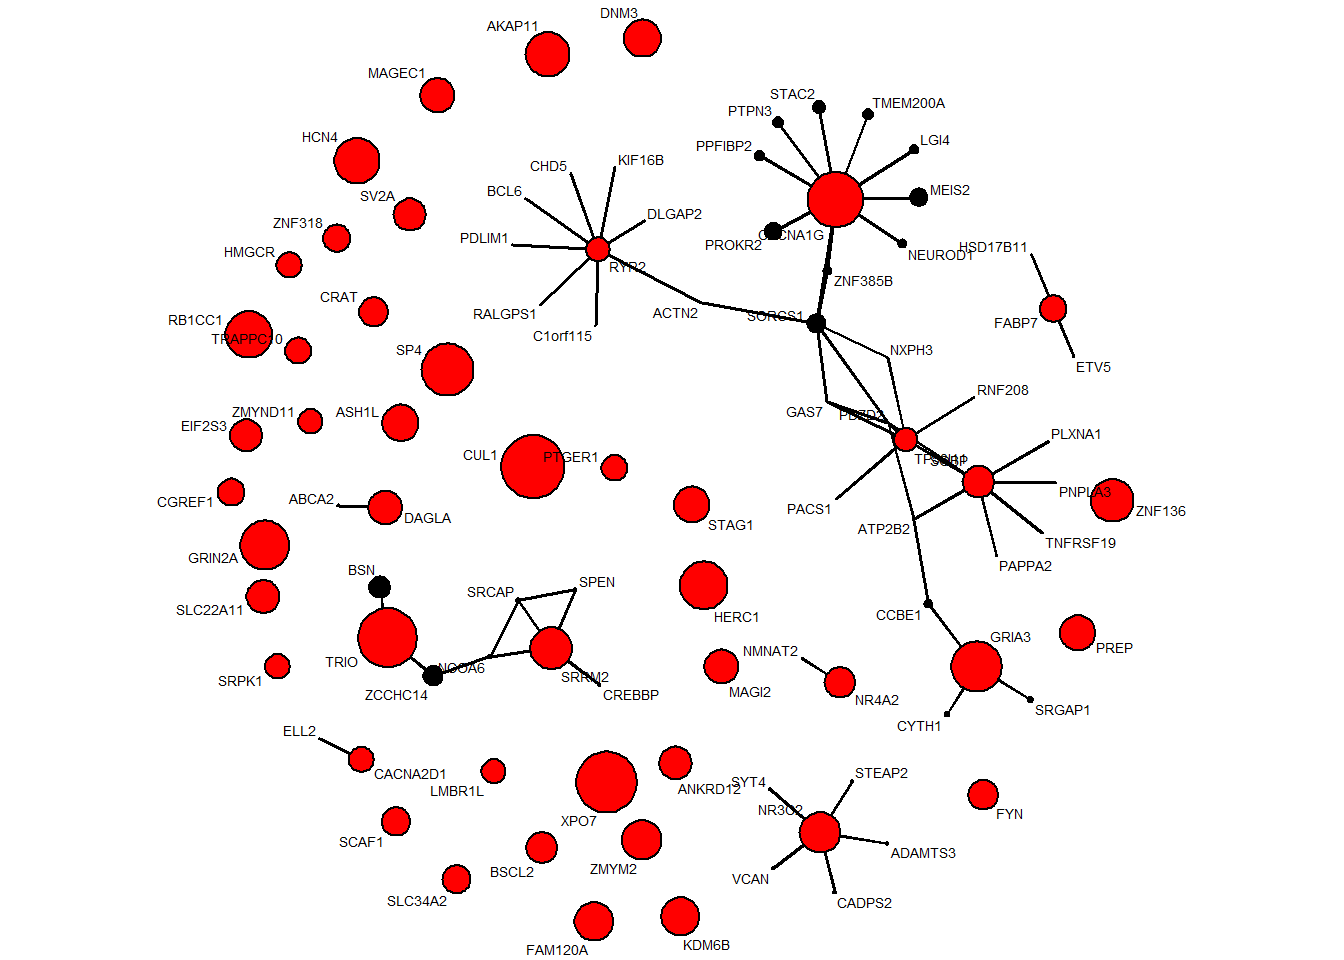 DNM3
AKAP11
MAGEC1
STAC2
TMEM200A
PTPN3
HCN4
LGI4
PPFIBP2
KIF16B
CHD5
MEIS2
BCL6
SV2A
DLGAP2
ZNF318
CACNA1G
PDLIM1
PROKR2
HSD17B11
HMGCR
NEUROD1
RYR2
ZNF385B
CRAT
RALGPS1
ACTN2
SORCS1
RB1CC1
FABP7
C1orf115
TRAPPC10
SP4
NXPH3
ETV5
RNF208
ZMYND11
ASH1L
GAS7
PDZD2
EIF2S3
PLXNA1
CUL1
PTGER1
PNPLA3
CGREF1
ABCA2
DAGLA
STAG1
PACS1
ZNF136
ATP2B2
TNFRSF19
GRIN2A
PAPPA2
BSN
SPEN
SRCAP
SLC22A11
HERC1
CCBE1
GRIA3
PREP
NMNAT2
TRIO
NCOA6
SRRM2
SRPK1
ZCCHC14
CREBBP
MAGI2
NR4A2
SRGAP1
CYTH1
ELL2
CACNA2D1
STEAP2
SYT4
LMBR1L
ANKRD12
NR3C2
XPO7
FYN
SCAF1
ADAMTS3
BSCL2
ZMYM2
VCAN
SLC34A2
CADPS2
FAM120A
KDM6B